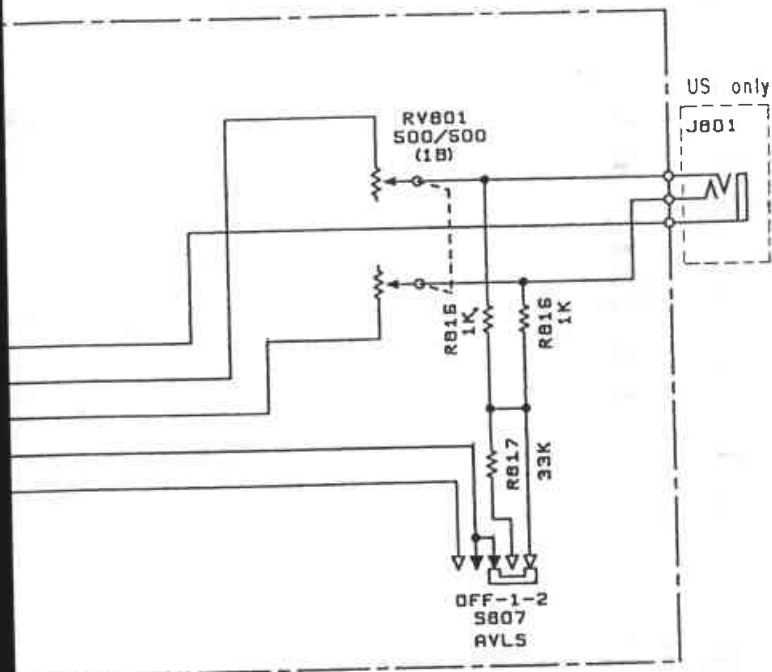 US only
J801
RV801
500/500
(1B)
R815
1K
R816
1K
R817
33K
OFF-1-2
S807
AVLS